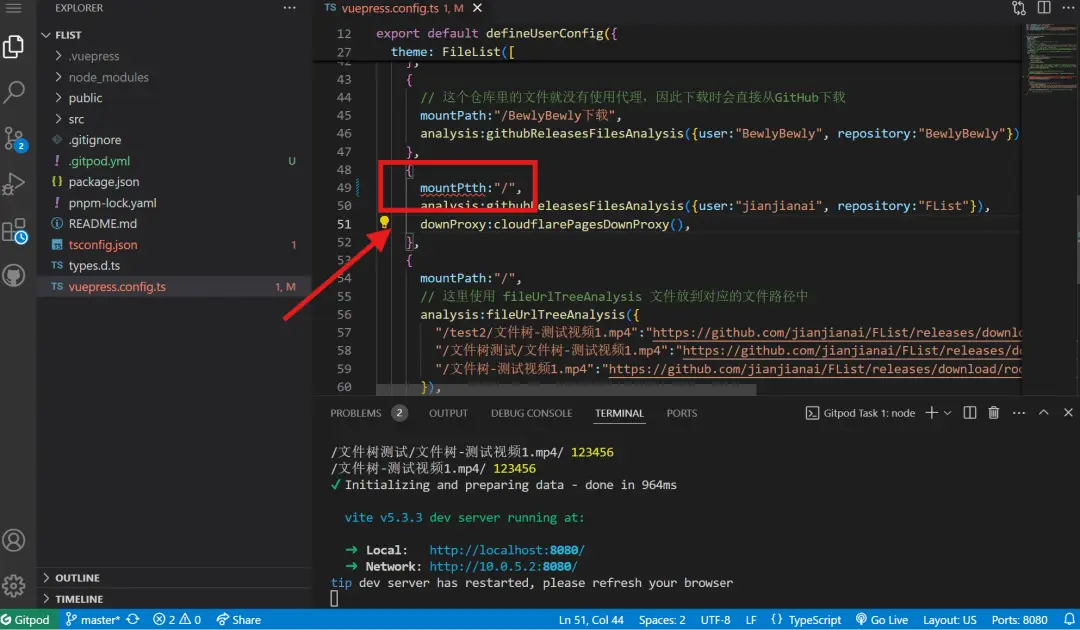 EXPLORER
FLIST
.vuepress
node_modules
public
src
.gitignore
.gitpod.yml U
package.json
pnpm-lock.yaml
README.md
tsconfig.json 1
types.d.ts
vuepress.config.ts 1, M
OUTLINE
TIMELINE
2
vuepress.config.ts 1, M
12 export default defineUserConfig({
27 theme: FileList([
42 },
43 {
44 // 这个仓库里的文件就没有使用代理，因此下载时会直接从GitHub下载
45 mountPath:"/BewlyBewly下载",
46 analysis:githubReleasesFilesAnalysis({user:"BewlyBewly", repository:"BewlyBewly"})
47 },
48 {
49 mountPtth:"/",
50 analysis:githubReleasesFilesAnalysis({user:"jianjianai", repository:"FList"}),
51 downProxy:cloudflarePagesDownProxy(),
52 },
53 {
54 mountPath:"/",
55 // 这里使用 fileUrlTreeAnalysis 文件放到对应的文件路径中
56 analysis:fileUrlTreeAnalysis({
57 "/test2/文件树-测试视频1.mp4":"https://github.com/jianjianai/FList/releases/downlo
58 "/文件树测试/文件树-测试视频1.mp4":"https://github.com/jianjianai/FList/releases/do
59 "/文件树-测试视频1.mp4":"https://github.com/jianjianai/FList/releases/download/roo
60 }),
PROBLEMS 2 OUTPUT DEBUG CONSOLE TERMINAL PORTS Gitpod Task 1: node
/文件树测试/文件树-测试视频1.mp4/ 123456
/文件树-测试视频1.mp4/ 123456
✓Initializing and preparing data - done in 964ms
vite v5.3.3 dev server running at:
➜ Local: http://localhost:8080/
➜ Network: http://10.0.5.2:8080/
tip dev server has restarted, please refresh your browser
Gitpod master* 2 0 Share Ln 51, Col 44 Spaces: 2 UTF-8 LF {} TypeScript Go Live Layout: US Ports: 8080